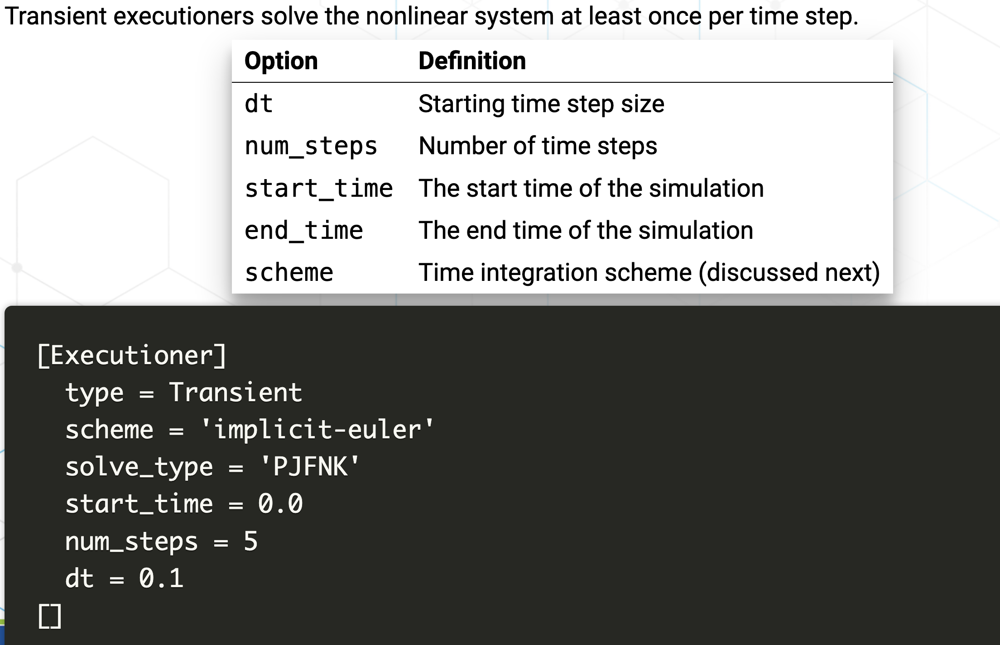 Transient executioners solve the nonlinear system at least once per time step.
Option Definition
dt Starting time step size
num_steps Number of time steps
start_time The start time of the simulation
end_time The end time of the simulation
scheme Time integration scheme (discussed next)
[Executioner]
  type = Transient
  scheme = 'implicit-euler'
  solve_type = 'PJFNK'
  start_time = 0.0
  num_steps = 5
  dt = 0.1
[]